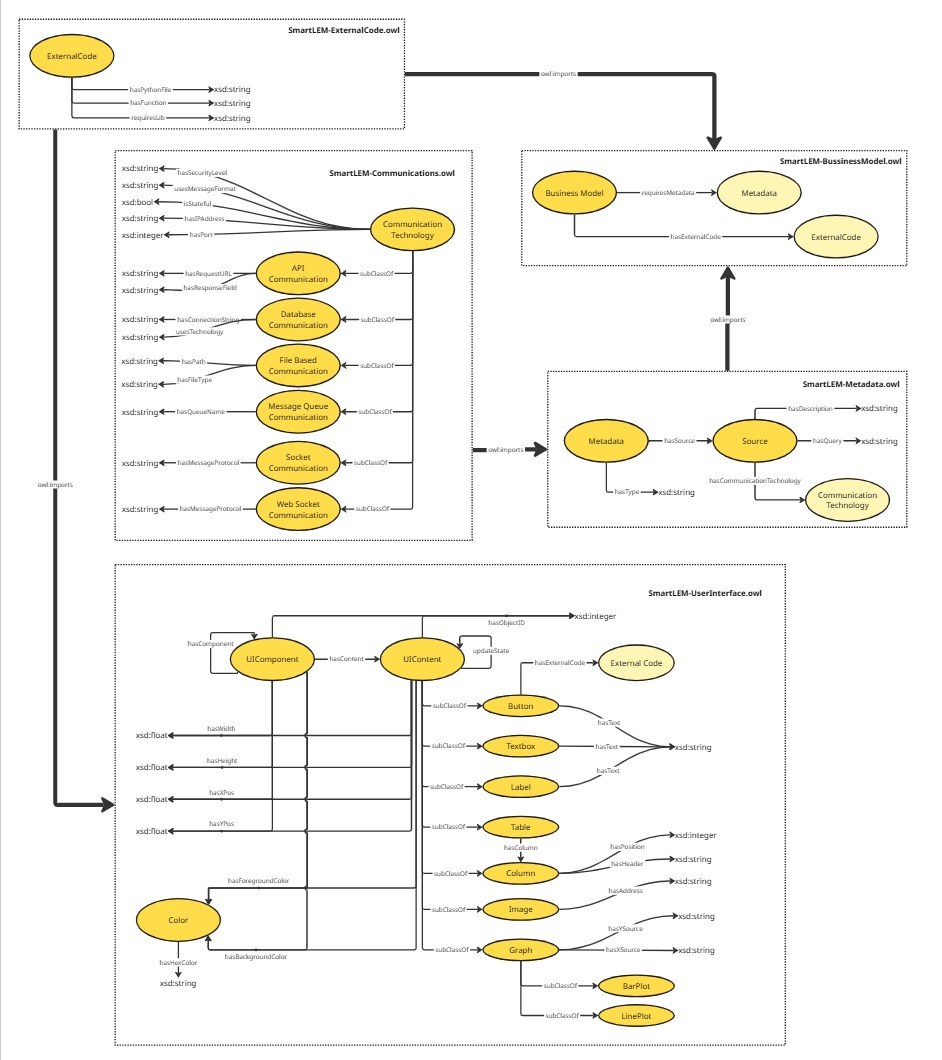 SmartLEM-ExternalCode.owl
ExternalCode
hasPythonFile
xsd:string
hasFunction
xsd:string
requiresLib
xsd:string
owl:imports
SmartLEM-Communications.owl
xsd:string
hasSecurityLevel
xsd:string
usesMessageFormat
xsd:bool
isStateful
xsd:string
hasIPAddress
xsd:integer
hasPort
Communication
Technology
xsd:string
hasRequestURL
xsd:string
hasResponseField
API
Communication
subClassOf
xsd:string
hasConnectionString
xsd:string
usesTechnology
Database
Communication
subClassOf
xsd:string
hasPath
xsd:string
hasFileType
File Based
Communication
subClassOf
xsd:string
hasQueueName
Message Queue
Communication
subClassOf
xsd:string
hasMessageProtocol
Socket
Communication
subClassOf
xsd:string
hasMessageProtocol
Web Socket
Communication
subClassOf
SmartLEM-BussinessModel.owl
Business Model
requiresMetadata
Metadata
hasExternalCode
ExternalCode
owl:imports
SmartLEM-Metadata.owl
Metadata
hasSource
Source
hasDescription
xsd:string
hasQuery
xsd:string
hasType
xsd:string
hasCommunicationTechnology
Communication
Technology
owl:imports
owl:imports
SmartLEM-UserInterface.owl
hasObjectID
xsd:integer
hasComponent
UIComponent
hasContent
UIContent
updateState
hasExternalCode
External Code
subClassOf
Button
hasText
subClassOf
Textbox
hasText
xsd:string
subClassOf
Label
hasText
subClassOf
Table
hasColumn
subClassOf
Column
hasPosition
xsd:integer
hasHeader
xsd:string
subClassOf
Image
hasAddress
xsd:string
subClassOf
Graph
hasYSource
xsd:string
hasXSource
xsd:string
subClassOf
BarPlot
subClassOf
LinePlot
xsd:float
hasWidth
xsd:float
hasHeight
xsd:float
hasXPos
xsd:float
hasYPos
hasForegroundColor
Color
hasBackgroundColor
hasHexColor
xsd:string